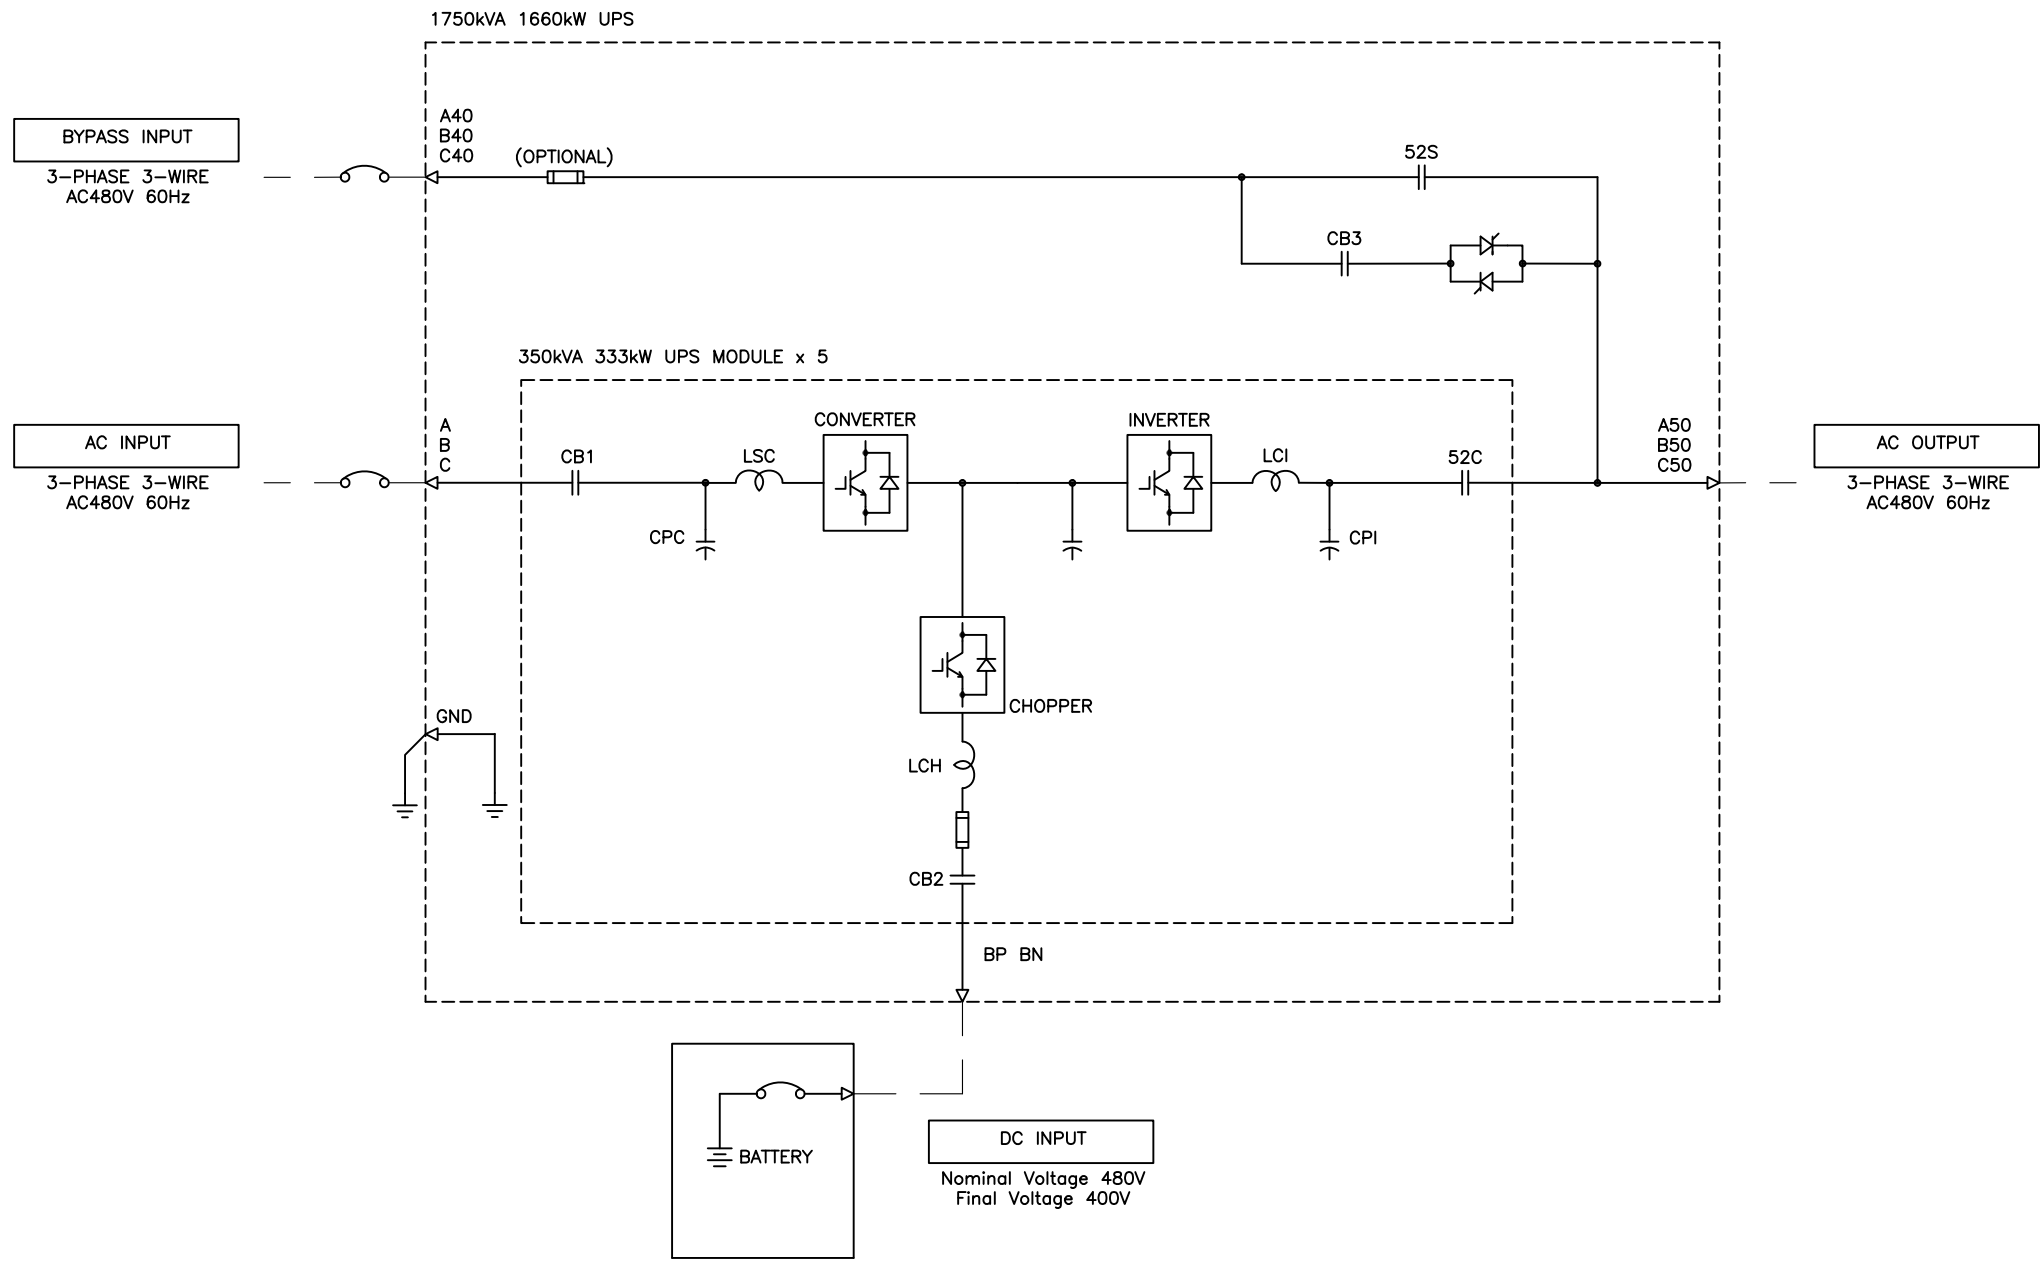 1750kVA 1660kW UPS
BYPASS INPUT
3-PHASE 3-WIRE
AC480V 60Hz
A40
B40
C40
(OPTIONAL)
52S
CB3
350kVA 333kW UPS MODULE x 5
AC INPUT
3-PHASE 3-WIRE
AC480V 60Hz
A
B
C
CB1
LSC
CONVERTER
INVERTER
LCI
52C
CPC
CPI
A50
B50
C50
AC OUTPUT
3-PHASE 3-WIRE
AC480V 60Hz
CHOPPER
GND
LCH
CB2
BP BN
BATTERY
DC INPUT
Nominal Voltage 480V
Final Voltage 400V